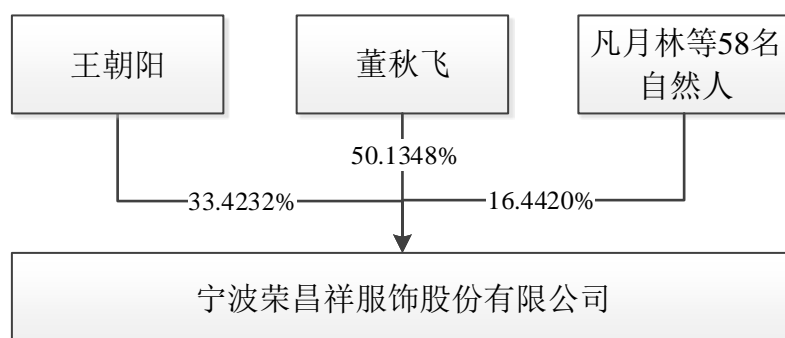 王朝阳
董秋飞
凡月林等58名
自然人
50.1348%
33.4232%
16.4420%
宁波荣昌祥服饰股份有限公司